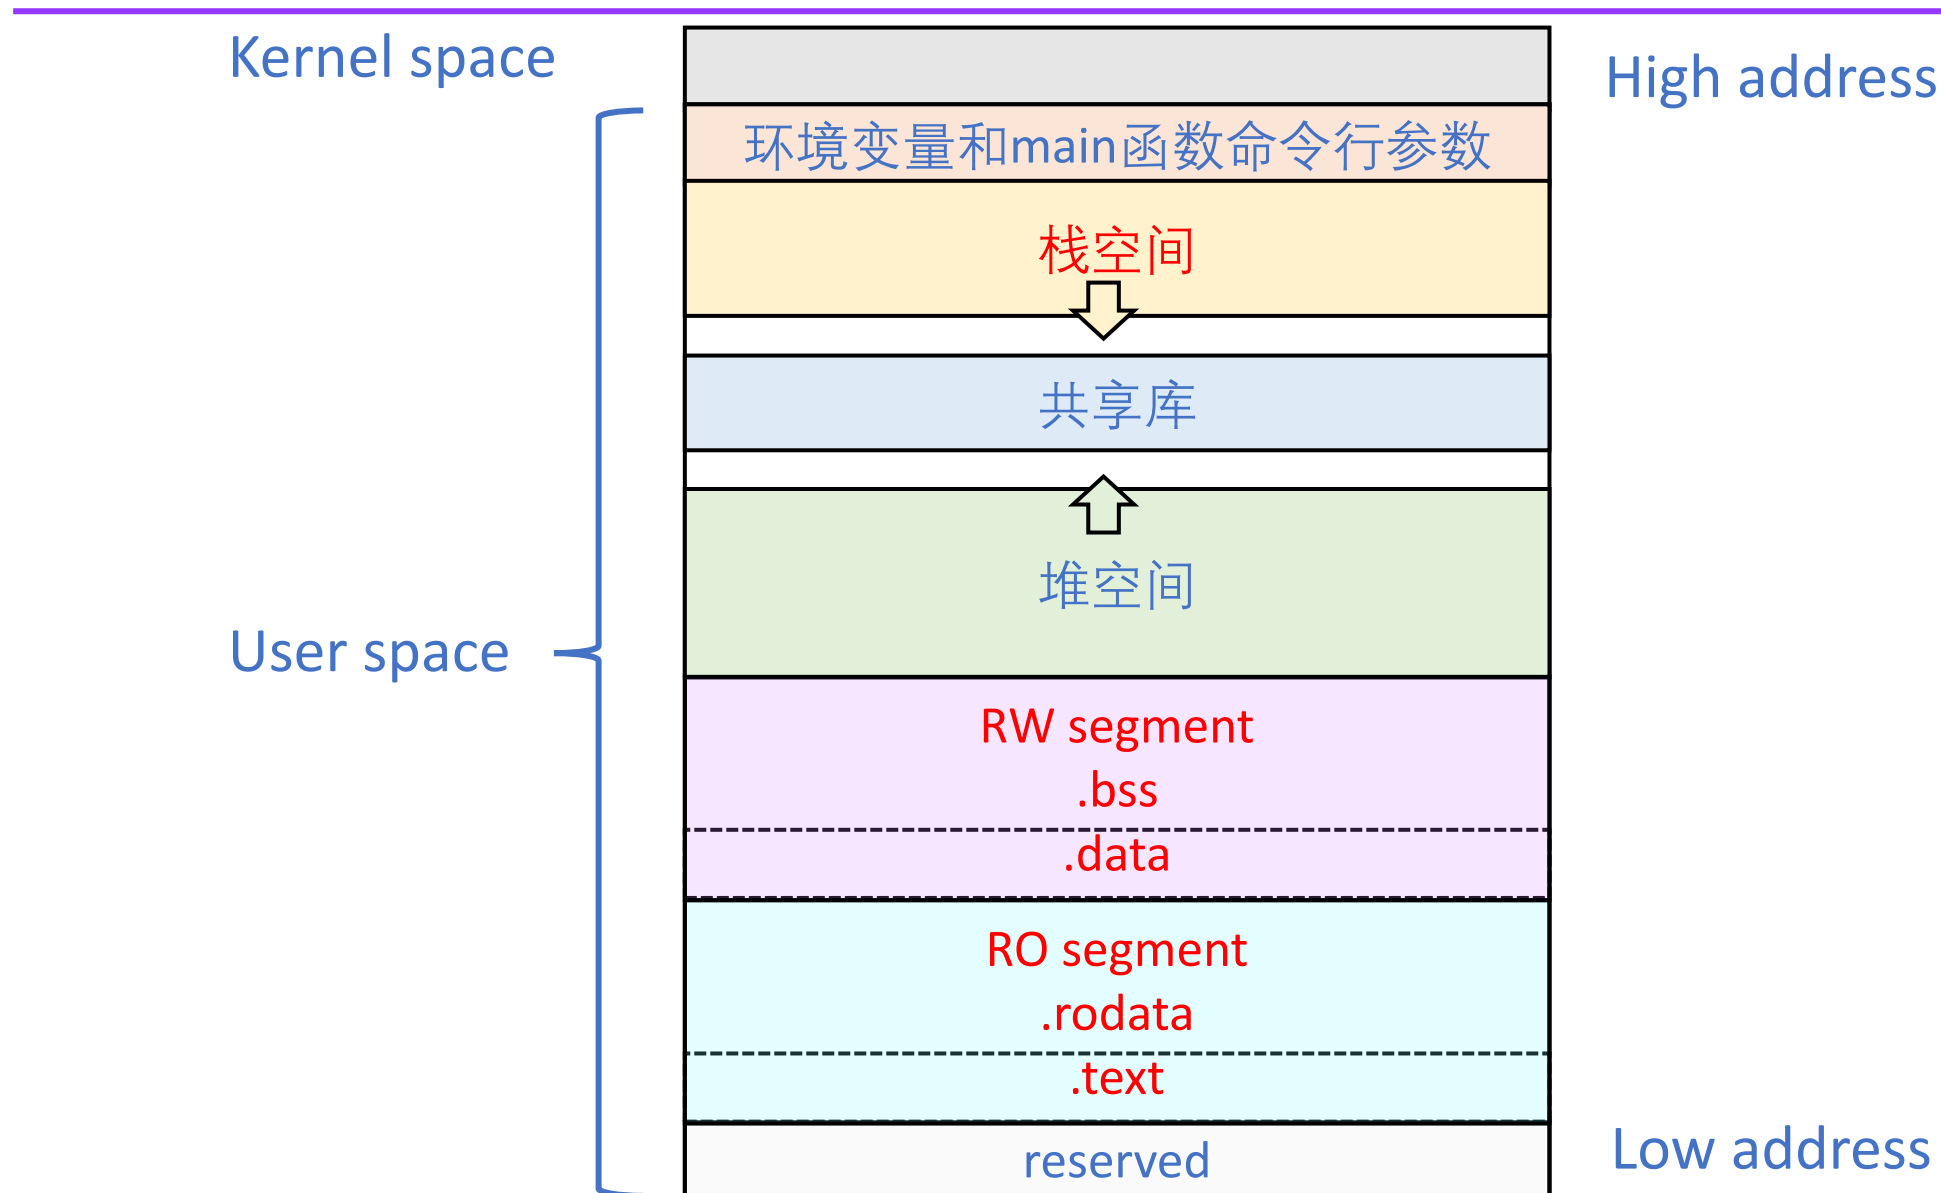 Kernel space
High address
环境变量和main函数命令行参数
栈空间
共享库
堆空间
User space
RW segment
.bss
.data
RO segment
.rodata
.text
reserved
Low address